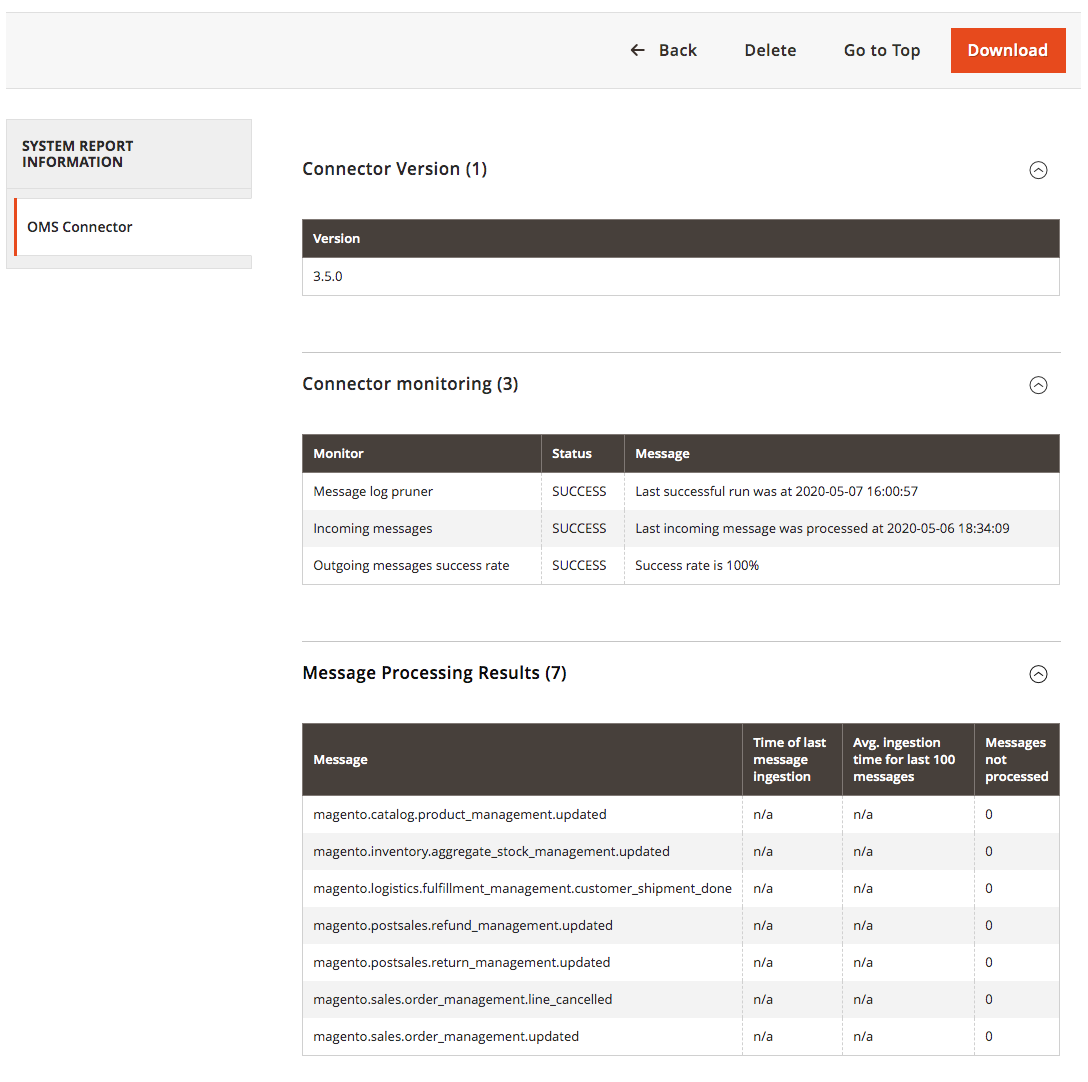 ← Back Delete Go to Top Download
SYSTEM REPORT
INFORMATION
OMS Connector
Connector Version (1)
Version
3.5.0
Connector monitoring (3)
Monitor Status Message
Message log pruner SUCCESS Last successful run was at 2020-05-07 16:00:57
Incoming messages SUCCESS Last incoming message was processed at 2020-05-06 18:34:09
Outgoing messages success rate SUCCESS Success rate is 100%
Message Processing Results (7)
Message
Time of last
message
ingestion
Avg. ingestion
time for last 100
messages
Messages
not
processed
magento.catalog.product_management.updated n/a n/a 0
magento.inventory.aggregate_stock_management.updated n/a n/a 0
magento.logistics.fulfillment_management.customer_shipment_done n/a n/a 0
magento.postsales.refund_management.updated n/a n/a 0
magento.postsales.return_management.updated n/a n/a 0
magento.sales.order_management.line_cancelled n/a n/a 0
magento.sales.order_management.updated n/a n/a 0